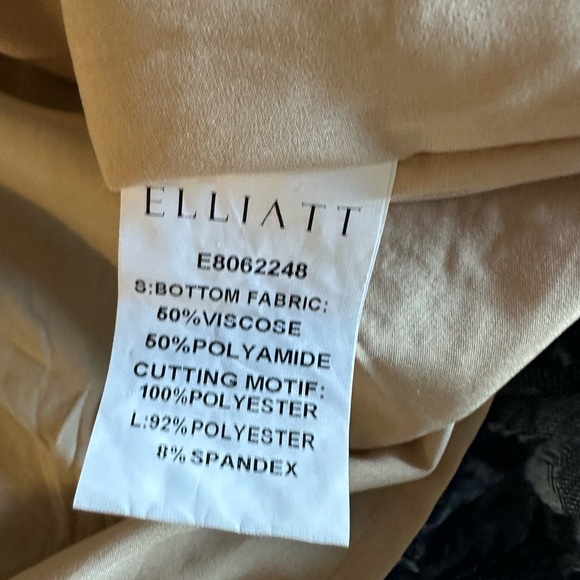 ELLIATT
E8062248
S:BOTTOM FABRIC:
50%VISCOSE
50%POLYAMIDE
CUTTING MOTIF:
100%POLYESTER
L:92%POLYESTER
8%SPANDEX